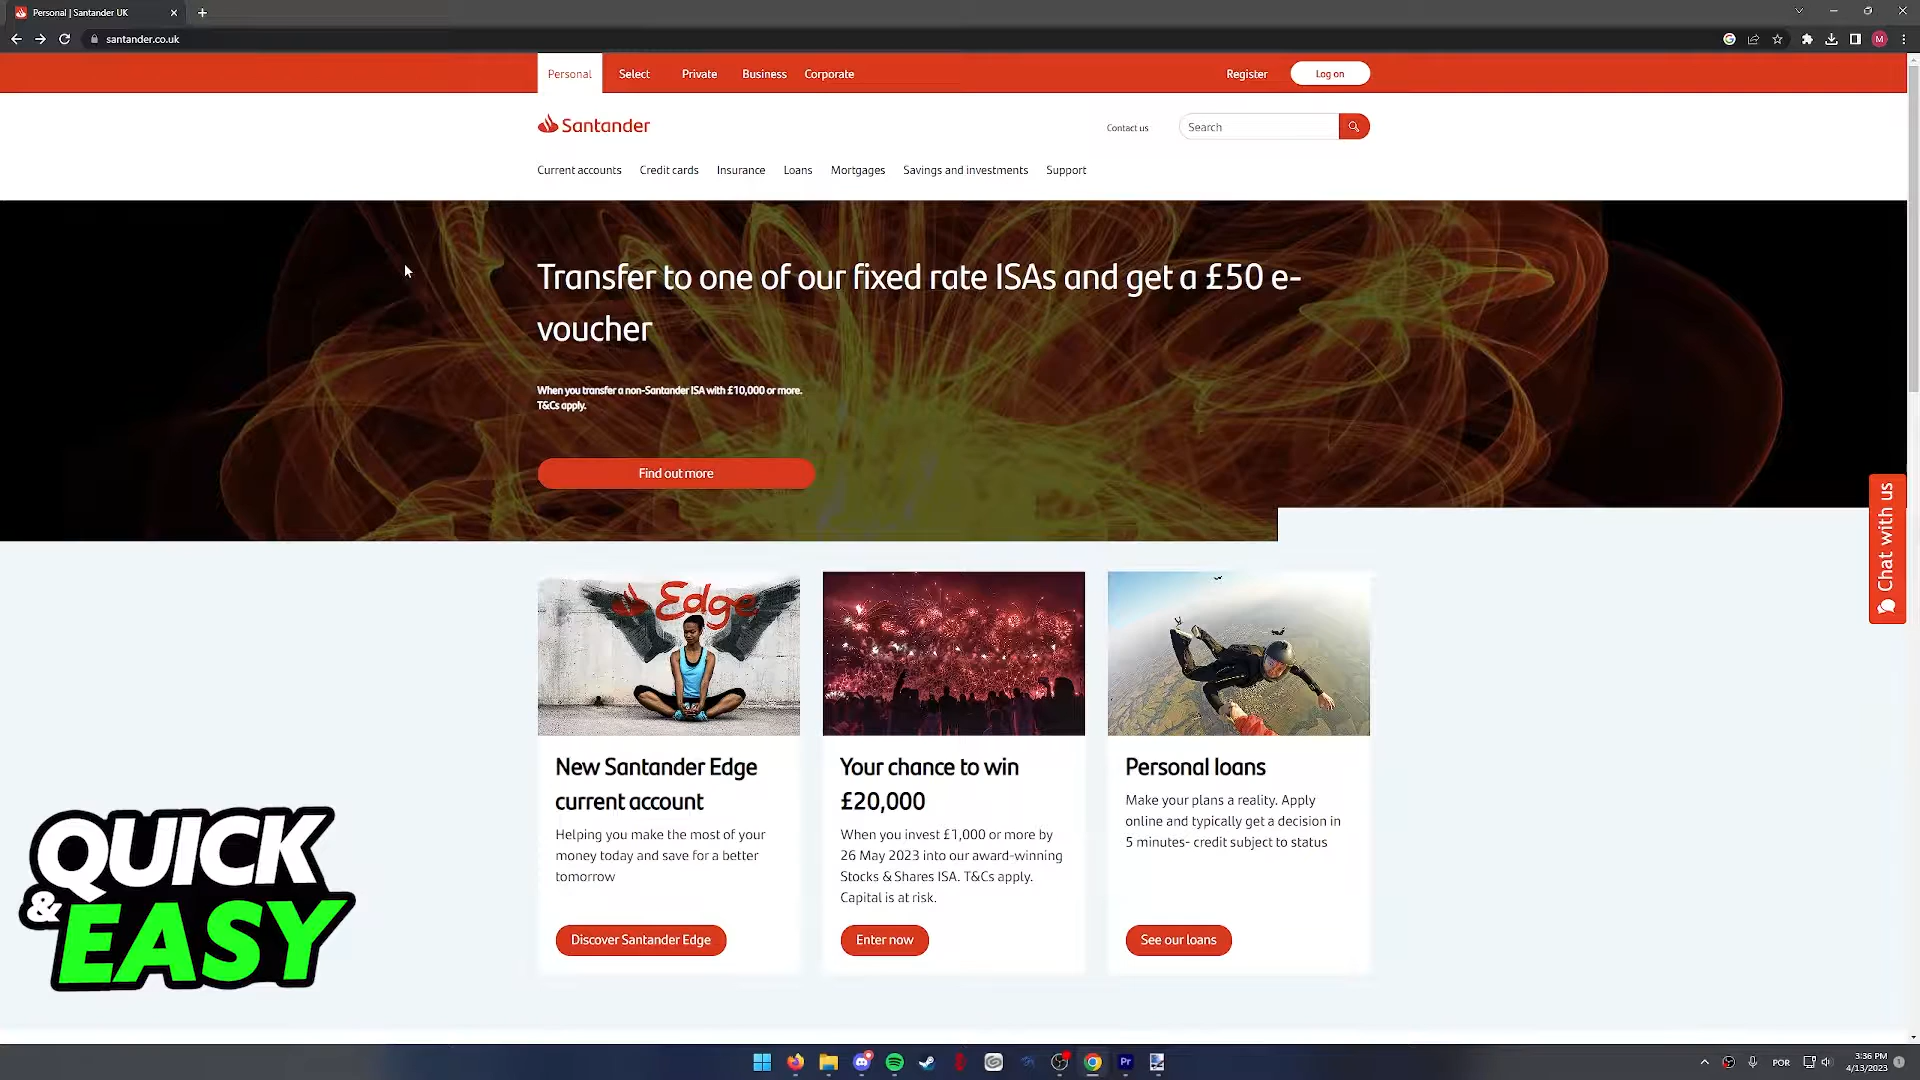 Personal | Santander UK
santander.co.uk
M
Personal
Select
Private
Business
Corporate
Register
Log on
Santander
Contact us
Search
Current accounts
Credit cards
Insurance
Loans
Mortgages
Savings and investments
Support
Transfer to one of our fixed rate ISAs and get a £50 e-
voucher
When you transfer a non-Santander ISA with £10,000 or more.
T&Cs apply.
Find out more
Chat with us
Edge
New Santander Edge
current account
Helping you make the most of your
money today and save for a better
tomorrow
Discover Santander Edge
Your chance to win
£20,000
When you invest £1,000 or more by
26 May 2023 into our award-winning
Stocks & Shares ISA. T&Cs apply.
Capital is at risk.
Enter now
Personal loans
Make your plans a reality. Apply
online and typically get a decision in
5 minutes- credit subject to status
See our loans
QUICK
& EASY
Pr
POR
3:36 PM
4/13/2023
1